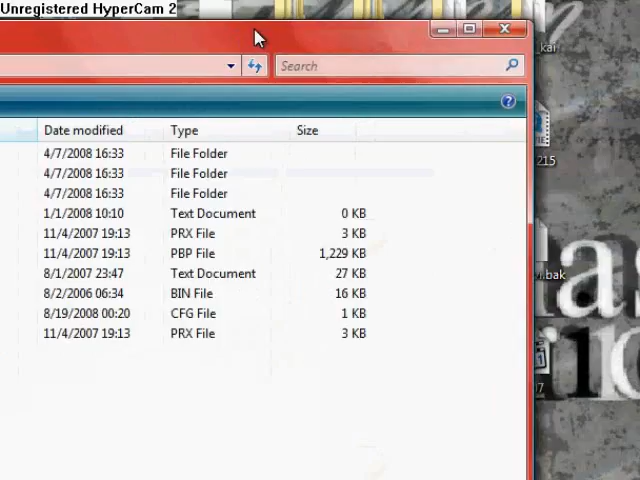 Unregistered HyperCam 2
_kai
Search
Date modified Type Size
4/7/2008 16:33 File Folder
215
4/7/2008 16:33 File Folder
4/7/2008 16:33 File Folder
1/1/2008 10:10 Text Document 0 KB
11/4/2007 19:13 PRX File 3 KB
11/4/2007 19:13 PBP File 1,229 KB
8/1/2007 23:47 Text Document 27 KB
.bak
8/2/2006 06:34 BIN File 16 KB
8/19/2008 00:20 CFG File 1 KB
11/4/2007 19:13 PRX File 3 KB